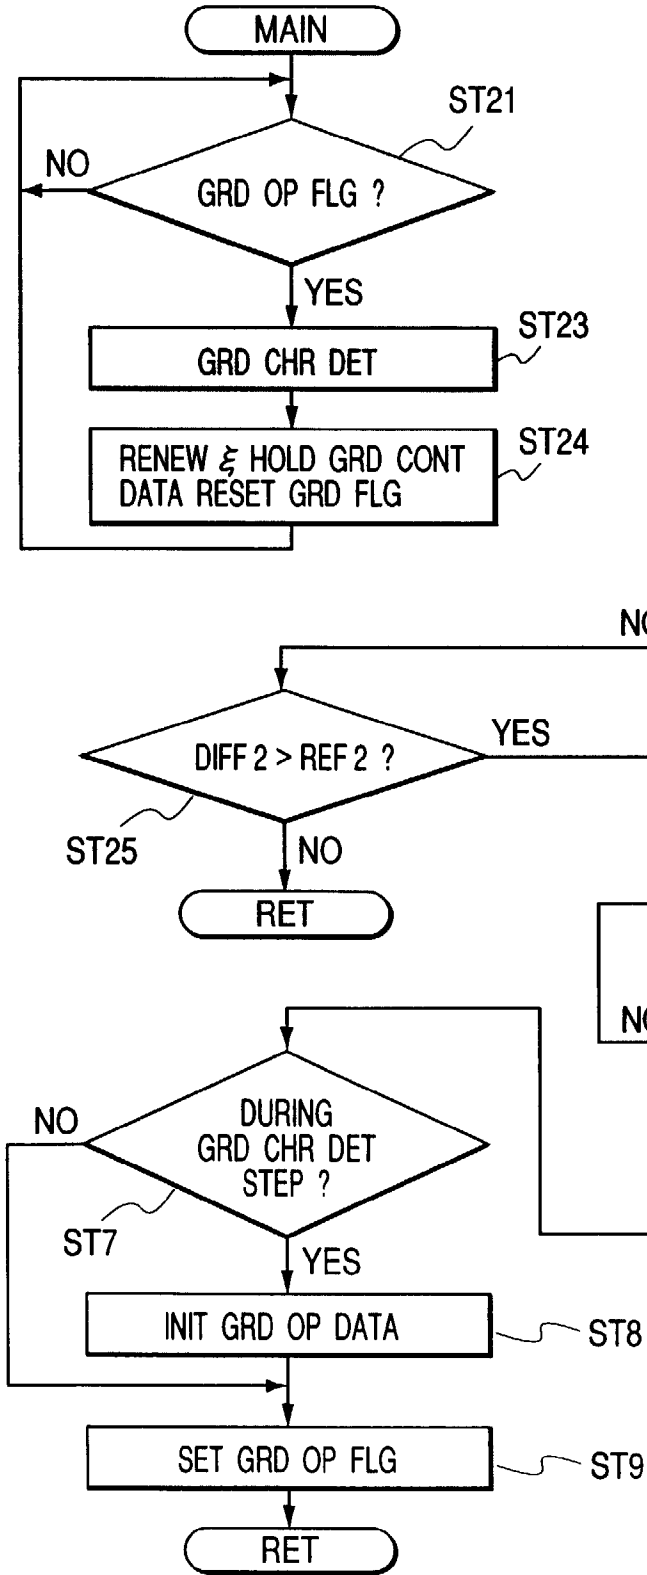 MAIN
ST21
NO
GRD OP FLG ?
YES
ST23
GRD CHR DET
ST24
RENEW ξ HOLD GRD CONT
DATA RESET GRD FLG
DIFF 2 > REF 2 ?
YES
ST25
NO
RET
NO
DURING
GRD CHR DET
STEP ?
ST7
YES
INIT GRD OP DATA
ST8
SET GRD OP FLG
ST9
RET